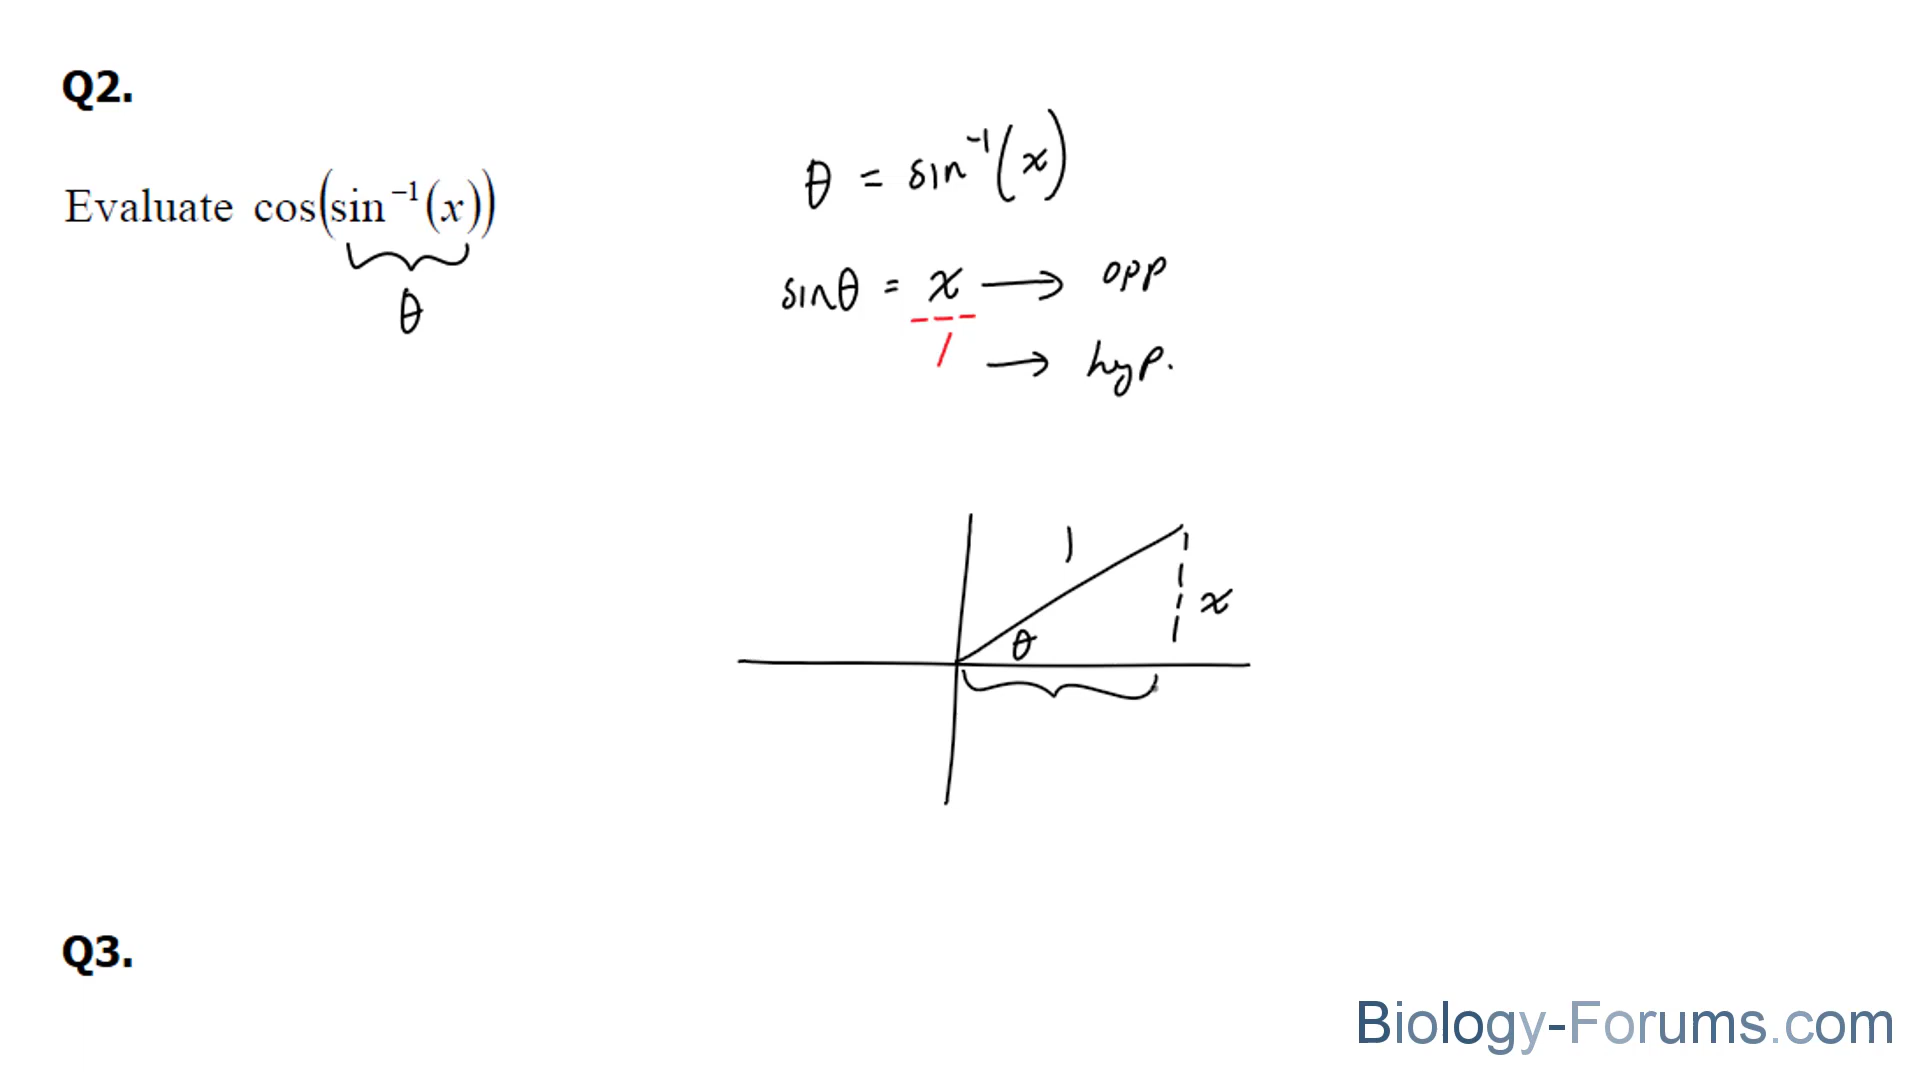 Q2.
Evaluate cos(sin⁻¹(x))
θ
θ = sin⁻¹(x)
sinθ = x → opp
1 → hyp.
1
x
θ
Q3.
Biology-Forums.com